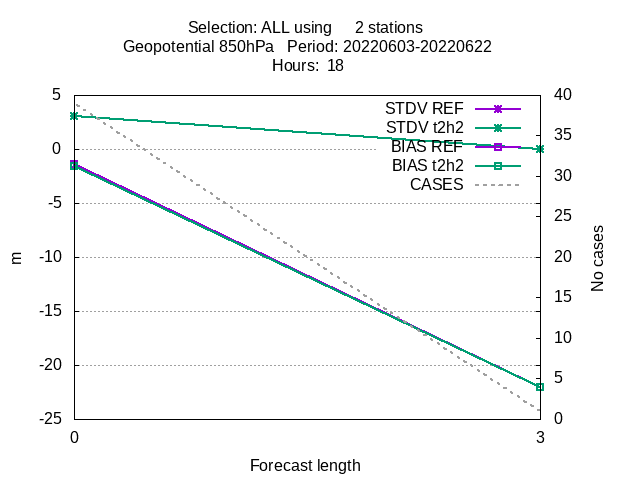 Selection: ALL using 2 stations
Geopotential 850hPa Period: 20220603-20220622
Hours: 18
5
0
-5
-10
-15
-20
-25
m
40
35
30
25
20
15
10
5
0
No cases
STDV REF
STDV t2h2
BIAS REF
BIAS t2h2
CASES
0
3
Forecast length